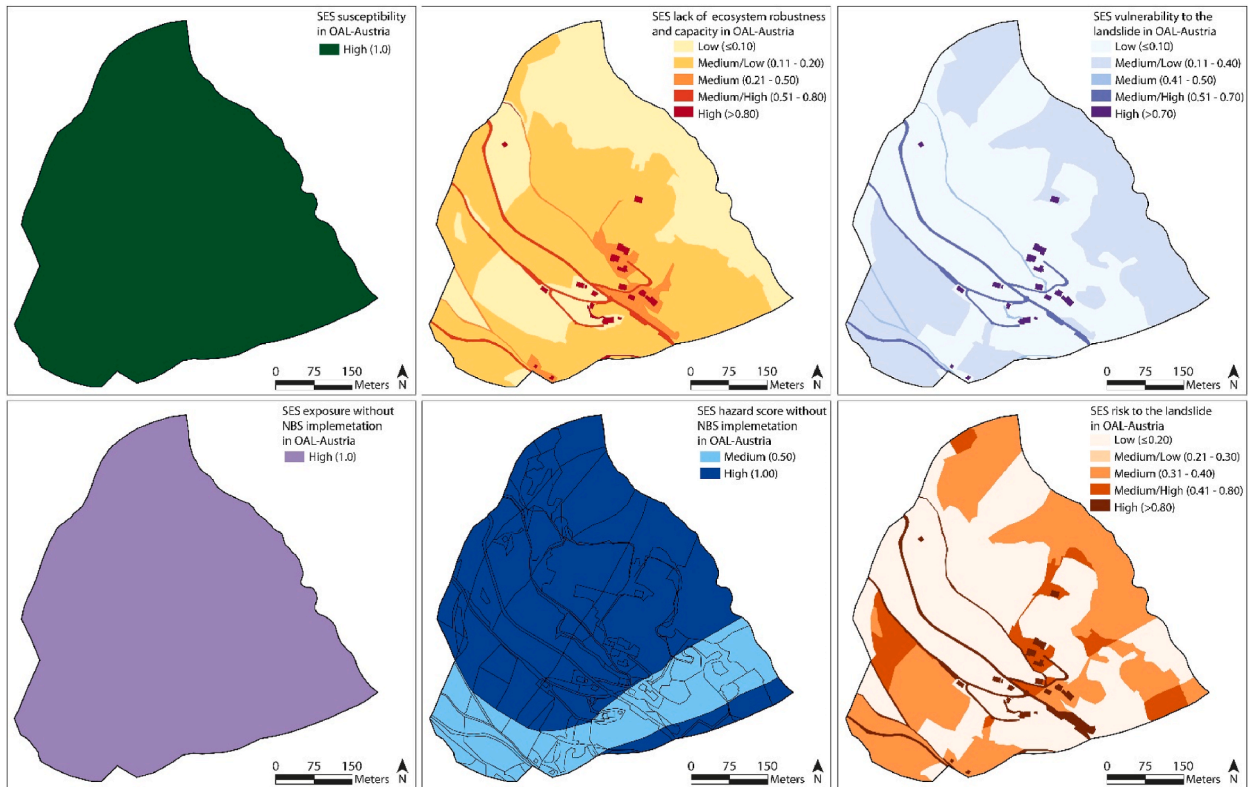 SES susceptibility
in OAL-Austria
High (1.0)
0 75 150
Meters
N
SES lack of ecosystem robustness
and capacity in OAL-Austria
Low (≤0.10)
Medium/Low (0.11 - 0.20)
Medium (0.21 - 0.50)
Medium/High (0.51 - 0.80)
High (>0.80)
0 75 150
Meters
N
SES vulnerability to the
landslide in OAL-Austria
Low (≤0.10)
Medium/Low (0.11 - 0.40)
Medium (0.41 - 0.50)
Medium/High (0.51 - 0.70)
High (>0.70)
0 75 150
Meters
N
SES exposure without
NBS implemetation
in OAL-Austria
High (1.0)
0 75 150
Meters
N
SES hazard score without
NBS implemetation
in OAL-Austria
Medium (0.50)
High (1.00)
0 75 150
Meters
N
SES risk to the landslide
in OAL-Austria
Low (≤0.20)
Medium/Low (0.21 - 0.30)
Medium (0.31 - 0.40)
Medium/High (0.41 - 0.80)
High (>0.80)
0 75 150
Meters
N